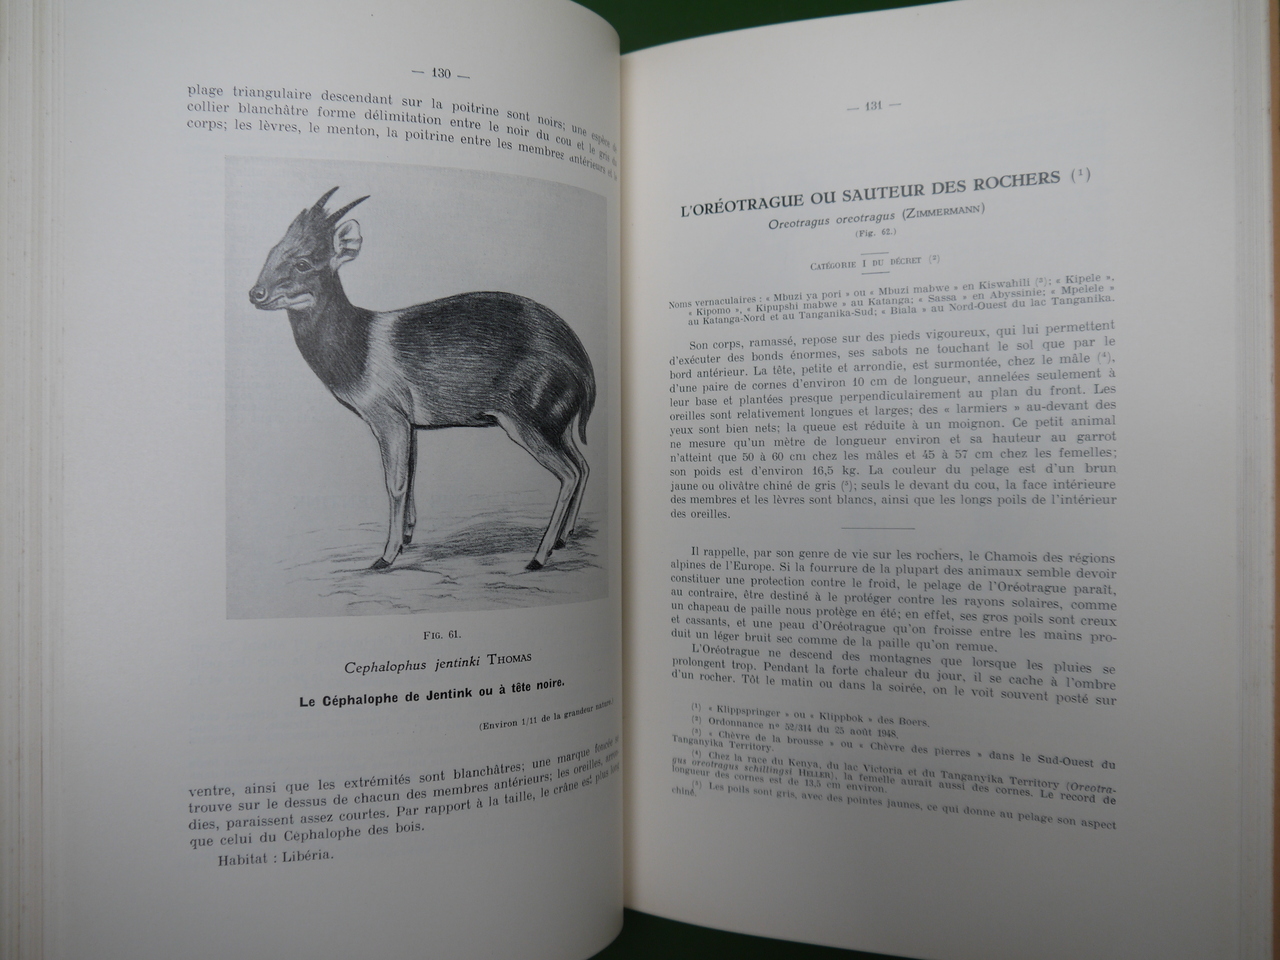 — 130 —
plage triangulaire descendant sur la poitrine sont noirs; une espèce de
collier blanchâtre forme délimitation entre le noir du cou et le gris du
corps; les lèvres, le menton, la poitrine entre les membres antérieurs et le
FIG. 61.
Cephalophus jentinki THOMAS
Le Céphalophe de Jentink ou à tête noire.
(Environ 1/11 de la grandeur nature.)
ventre, ainsi que les extrémités sont blanchâtres; une marque foncée se
trouve sur le dessus de chacun des membres antérieurs; les oreilles,
dies, paraissent assez courtes. Par rapport à la taille, le crâne est plus
que celui du Céphalophe des bois.
Habitat : Libéria.
— 131 —
L'ORÉOTRAGUE OU SAUTEUR DES ROCHERS (1)
Oreotragus oreotragus (ZIMMERMANN)
(Fig. 62.)
CATÉGORIE I DU DÉCRET (2)
Noms vernaculaires : « Mbuzi ya pori » ou « Mbuzi mabwe » en Kiswahili (3); « Kipele »,
« Kipomo », « Kipupshi mabwe » au Katanga; « Sassa » en Abyssinie; « Mpelele »
au Katanga-Nord et au Tanganika-Sud; « Biala » au Nord-Ouest du lac Tanganika.
Son corps, ramassé, repose sur des pieds vigoureux, qui lui permettent
d'exécuter des bonds énormes, ses sabots ne touchant le sol que par le
bord antérieur. La tête, petite et arrondie, est surmontée, chez le mâle (4),
d'une paire de cornes d'environ 10 cm de longueur, annelées seulement à
leur base et plantées presque perpendiculairement au plan du front. Les
oreilles sont relativement longues et larges; des « larmiers » au-devant des
yeux sont bien nets; la queue est réduite à un moignon. Ce petit animal
ne mesure qu'un mètre de longueur environ et sa hauteur au garrot
n'atteint que 50 à 60 cm chez les mâles et 45 à 57 cm chez les femelles;
son poids est d'environ 16,5 kg. La couleur du pelage est d'un brun
jaune ou olivâtre chiné de gris (5); seuls le devant du cou, la face intérieure
des membres et les lèvres sont blancs, ainsi que les longs poils de l'intérieur
des oreilles.
Il rappelle, par son genre de vie sur les rochers, le Chamois des régions
alpines de l'Europe. Si la fourrure de la plupart des animaux semble devoir
constituer une protection contre le froid, le pelage de l'Oréotrague paraît,
au contraire, être destiné à le protéger contre les rayons solaires, comme
un chapeau de paille nous protège en été; en effet, ses gros poils sont creux
et cassants, et une peau d'Oréotrague qu'on froisse entre les mains pro-
duit un léger bruit sec comme de la paille qu'on remue.
L'Oréotrague ne descend des montagnes que lorsque les pluies se
prolongent trop. Pendant la forte chaleur du jour, il se cache à l'ombre
d'un rocher. Tôt le matin ou dans la soirée, on le voit souvent posté sur
(1) « Klippspringer » ou « Klippbok » des Boers.
(2) Ordonnance n° 52/314 du 25 août 1948.
(3) « Chèvre de la brousse » ou « Chèvre des pierres » dans le Sud-Ouest du
Tanganyika Territory.
(4) Chez la race du Kenya, du lac Victoria et du Tanganyika Territory (Oreotra-
gus oreotragus schillingsi HELLER), la femelle aurait aussi des cornes. Le record de
longueur des cornes est de 13,5 cm environ.
(5) Les poils sont gris, avec des pointes jaunes, ce qui donne au pelage son aspect
chiné.